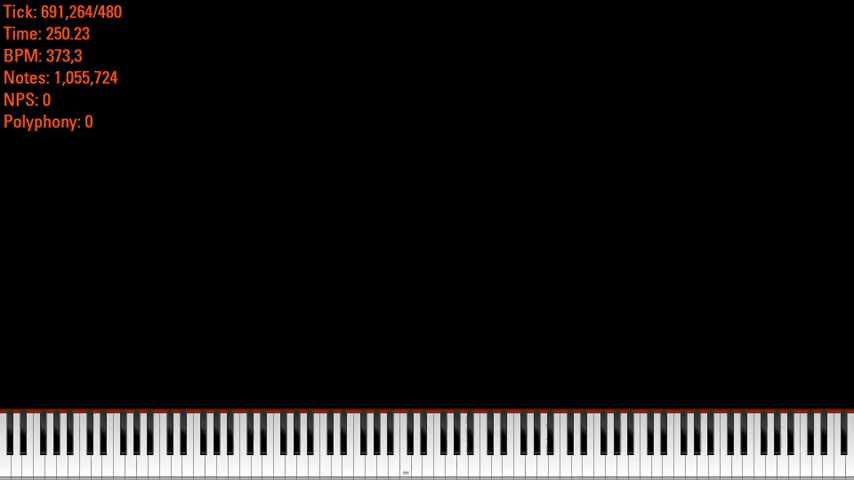 Tick: 691,264/480
Time: 250.23
BPM: 373,3
Notes: 1,055,724
NPS: 0
Polyphony: 0